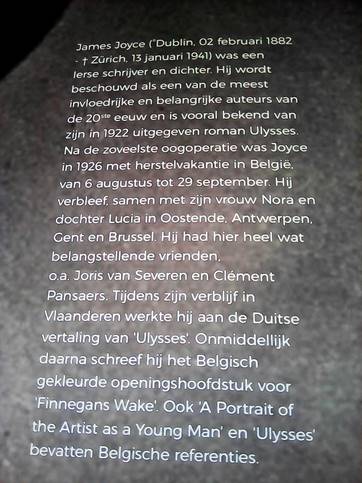 James Joyce (°Dublin, 02 februari 1882
- † Zürich, 13 januari 1941) was een
Ierse schrijver en dichter. Hij wordt
beschouwd als een van de meest
invloedrijke en belangrijke auteurs van
de 20ste eeuw en is vooral bekend van
zijn in 1922 uitgegeven roman Ulysses.
Na de zoveelste oogoperatie was Joyce
in 1926 met herstelvakantie in België,
van 6 augustus tot 29 september. Hij
verbleef, samen met zijn vrouw Nora en
dochter Lucia in Oostende, Antwerpen,
Gent en Brussel. Hij had hier heel wat
belangstellende vrienden,
o.a. Joris van Severen en Clément
Pansaers. Tijdens zijn verblijf in
Vlaanderen werkte hij aan de Duitse
vertaling van 'Ulysses'. Onmiddellijk
daarna schreef hij het Belgisch
gekleurde openingshoofdstuk voor
'Finnegans Wake'. Ook 'A Portrait of
the Artist as a Young Man' en 'Ulysses'
bevatten Belgische referenties.